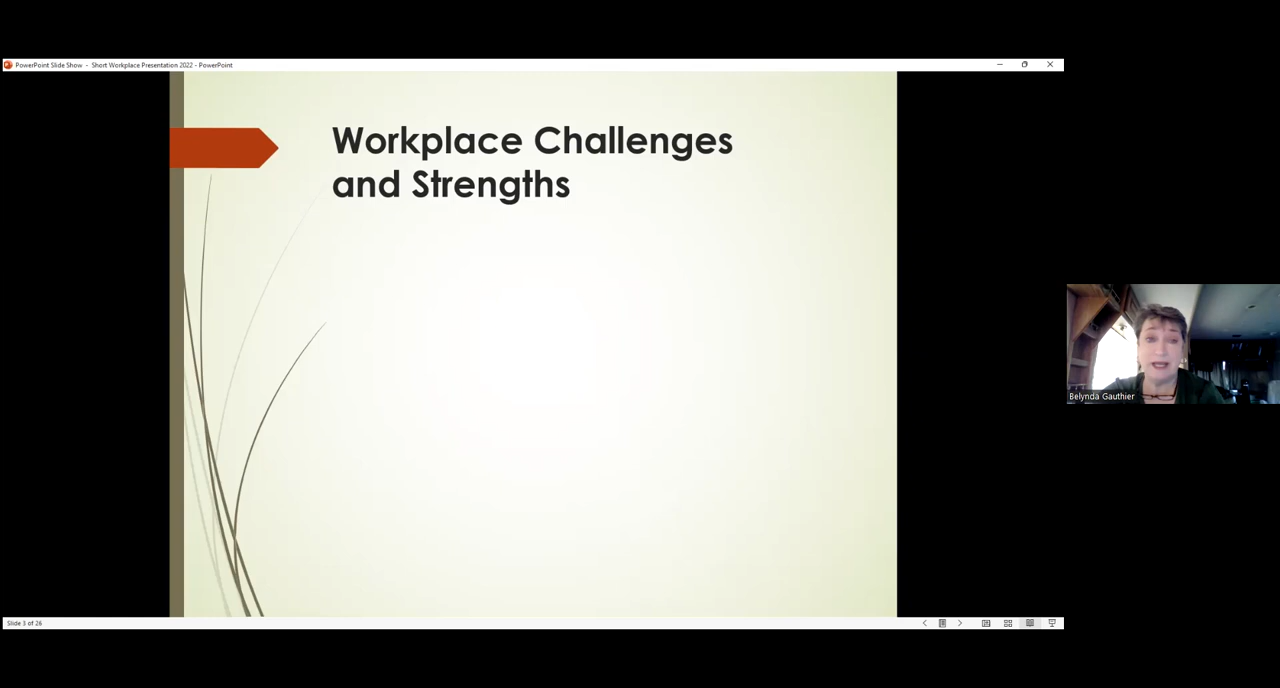 PowerPoint Slide Show - Short Workplace Presentation 2022 - PowerPoint
Workplace Challenges
and Strengths
Belynda Gauthier
Slide 3 of 26